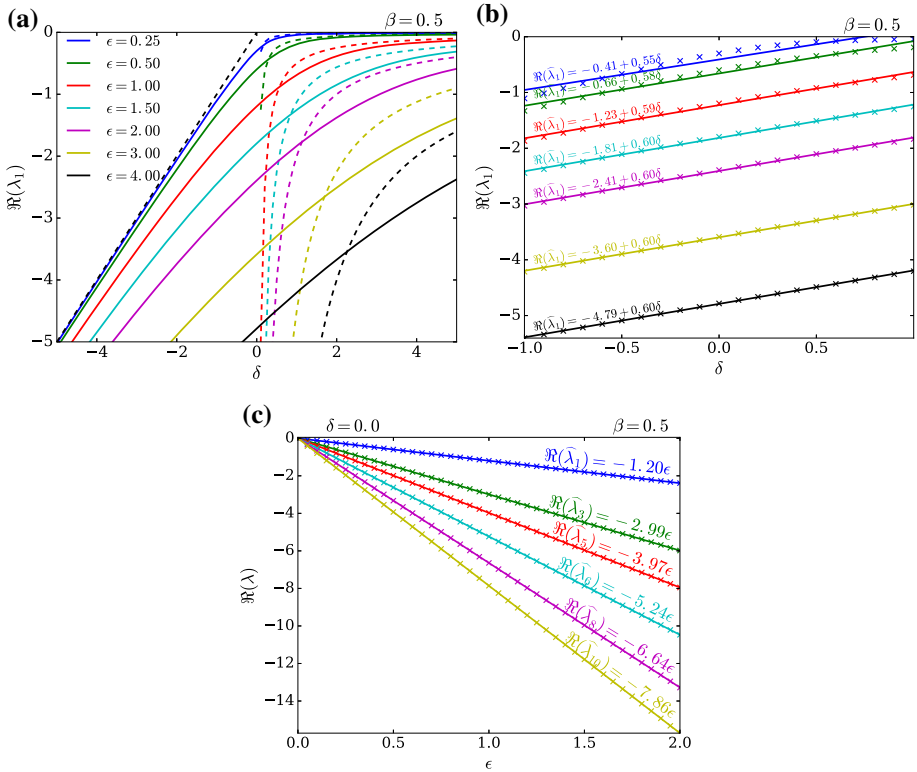 (a)
β=0.5
ϵ=0.25
ϵ=0.50
ϵ=1.00
ϵ=1.50
ϵ=2.00
ϵ=3.00
ϵ=4.00
ℜ(λ₁)
0
−1
−2
−3
−4
−5
−4
−2
0
2
4
δ
(b)
β=0.5
ℜ(λ₁)
0
−1
−2
−3
−4
−5
ℜ(λ̃₁)=−0.41+0.55δ
ℜ(λ̃₁)=−0.66+0.58δ
ℜ(λ̃₁)=−1.23+0.59δ
ℜ(λ̃₁)=−1.81+0.60δ
ℜ(λ̃₁)=−2.41+0.60δ
ℜ(λ̃₁)=−3.60+0.60δ
ℜ(λ̃₁)=−4.79+0.60δ
−1.0
−0.5
0.0
0.5
δ
(c)
δ=0.0
β=0.5
ℜ(λ)
0
−2
−4
−6
−8
−10
−12
−14
ℜ(λ̃₁)=−1.20ϵ
ℜ(λ̃₃)=−2.99ϵ
ℜ(λ̃₅)=−3.97ϵ
ℜ(λ̃₆)=−5.24ϵ
ℜ(λ̃₈)=−6.64ϵ
ℜ(λ̃₁₀)=−7.86ϵ
0.0
0.5
1.0
1.5
2.0
ϵ